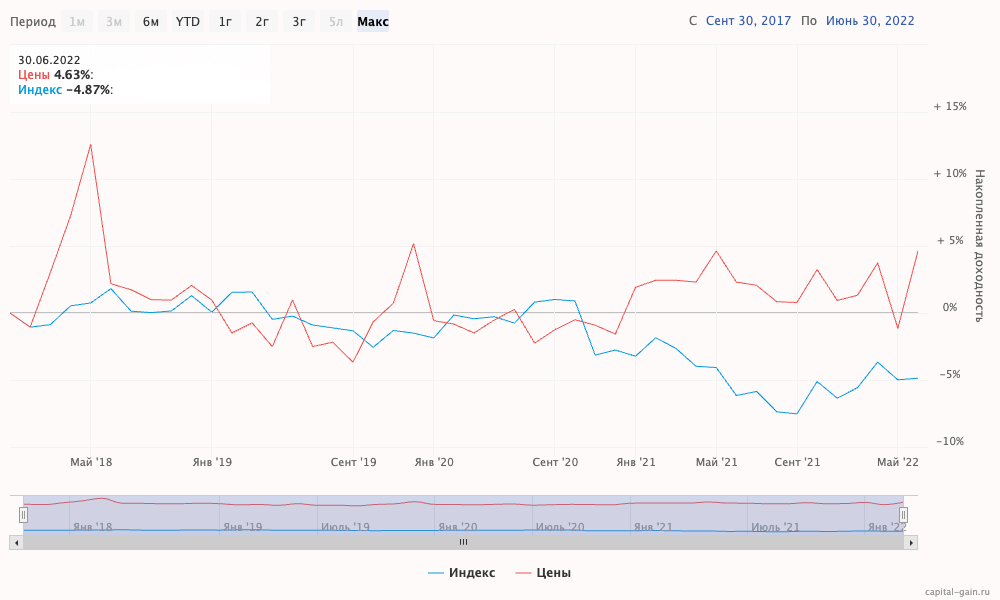 Период 1м 3м 6м YTD 1г 2г 3г 5л Макс С Сент 30, 2017 По Июнь 30, 2022
30.06.2022
Цены 4.63%:
Индекс −4.87%:
+ 15%
+ 10%
+ 5%
0%
−5%
−10%
Накопленная доходность
Май '18 Янв '19 Сент '19 Янв '20 Сент '20 Янв '21 Май '21 Сент '21 Май '22
Янв '18 Янв '19 Июль '19 Янв '20 Июль '20 Янв '21 Июль '21 Янв '22
Индекс Цены
capital-gain.ru